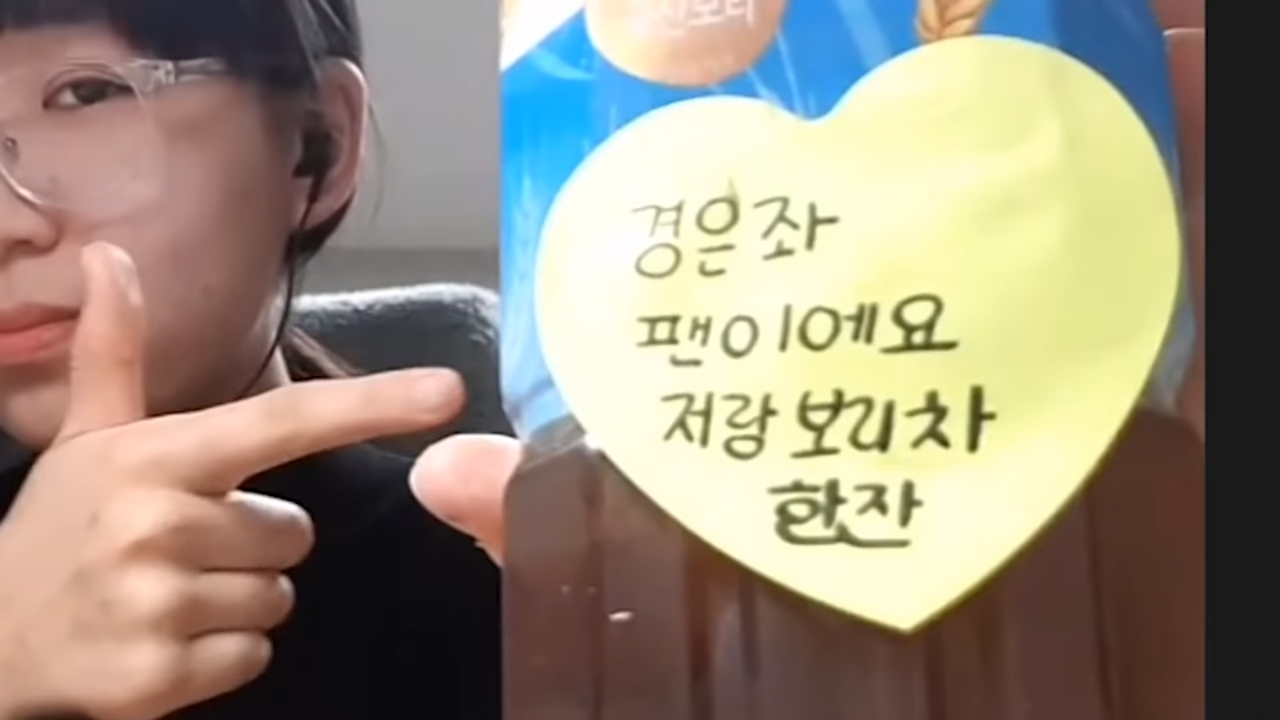 경은좌
팬이에요
저랑 보리차
한잔